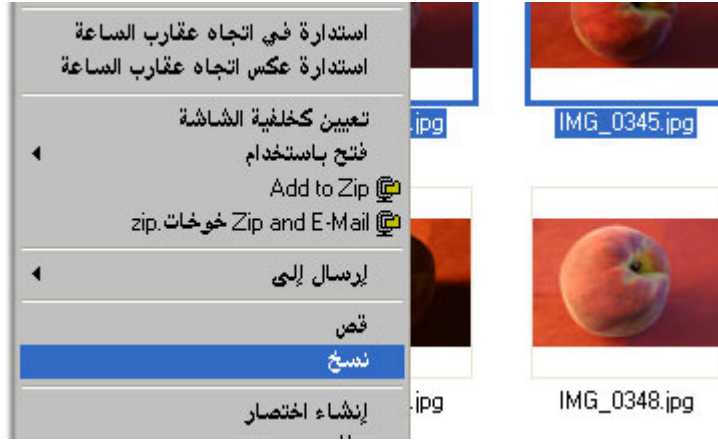 استدارة في اتجاه عقارب الساعة
استدارة عكس اتجاه عقارب الساعة
تعيين كخلفية الشاشة
فتح باستخدام
Add to Zip
Zip and E-Mail خوخات.zip
إرسال إلى
قص
نسخ
إنشاء اختصار
.jpg
IMG_0345.jpg
.jpg
IMG_0348.jpg